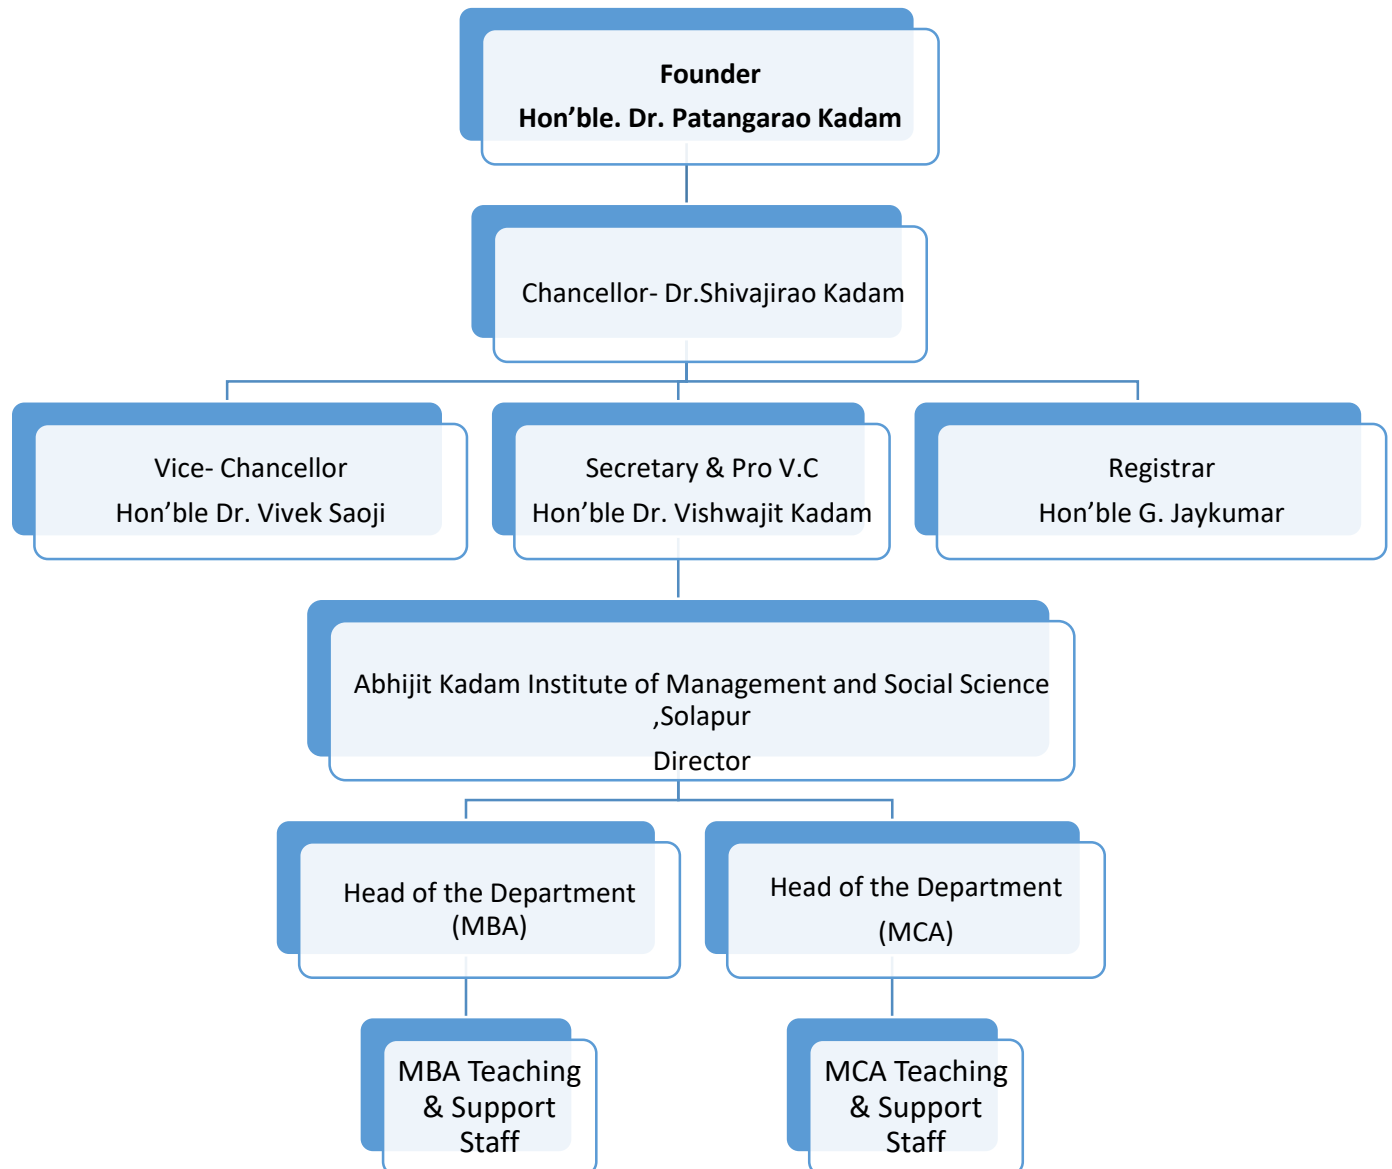 Founder
Hon’ble. Dr. Patangarao Kadam
Chancellor- Dr.Shivajirao Kadam
Vice- Chancellor
Hon’ble Dr. Vivek Saoji
Secretary & Pro V.C
Hon’ble Dr. Vishwajit Kadam
Registrar
Hon’ble G. Jaykumar
Abhijit Kadam Institute of Management and Social Science
,Solapur
Director
Head of the Department
(MBA)
Head of the Department
(MCA)
MBA Teaching
& Support
Staff
MCA Teaching
& Support
Staff